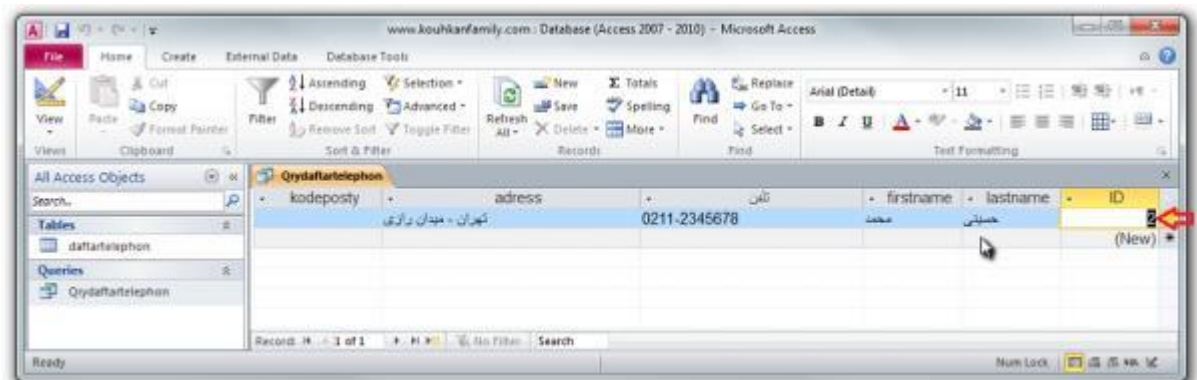 www.kouhkanfamily.com : Database (Access 2007 - 2010) - Microsoft Access
File Home Create External Data Database Tools
View Paste Cut Copy Format Painter
Filter Ascending Descending Remove Sort Selection Advanced Toggle Filter
Refresh All New Save Delete Totals Spelling More
Find Replace Go To Select
Arial (Detail) 11
B I U A
Views Clipboard Sort & Filter Records Find Text Formatting
All Access Objects
Search..
Tables
daftartelephon
Queries
Qrydaftartelephon
Qrydaftartelephon
kodeposty adress تلفن firstname lastname ID
تهران - میدان رازی 0211-2345678 محمد حسینی 2
(New)
Record: 1 of 1 No Filter Search
Ready Num Lock